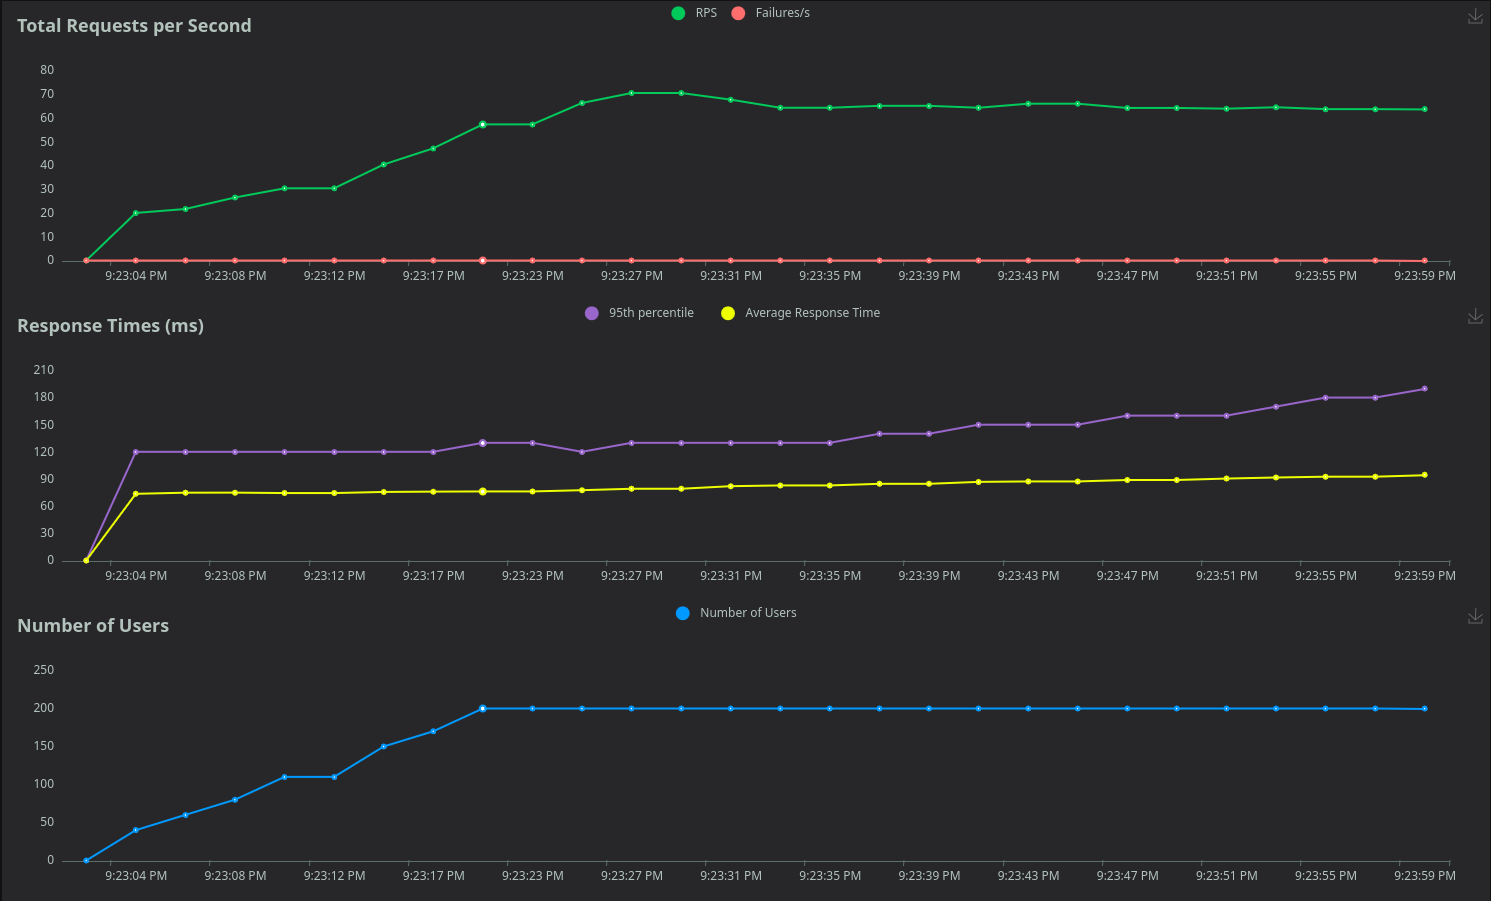 Total Requests per Second
RPS Failures/s
80
70
60
50
40
30
20
10
0
9:23:04 PM 9:23:08 PM 9:23:12 PM 9:23:17 PM 9:23:23 PM 9:23:27 PM 9:23:31 PM 9:23:35 PM 9:23:39 PM 9:23:43 PM 9:23:47 PM 9:23:51 PM 9:23:55 PM 9:23:59 PM
Response Times (ms)
95th percentile Average Response Time
210
180
150
120
90
60
30
0
9:23:04 PM 9:23:08 PM 9:23:12 PM 9:23:17 PM 9:23:23 PM 9:23:27 PM 9:23:31 PM 9:23:35 PM 9:23:39 PM 9:23:43 PM 9:23:47 PM 9:23:51 PM 9:23:55 PM 9:23:59 PM
Number of Users
Number of Users
250
200
150
100
50
0
9:23:04 PM 9:23:08 PM 9:23:12 PM 9:23:17 PM 9:23:23 PM 9:23:27 PM 9:23:31 PM 9:23:35 PM 9:23:39 PM 9:23:43 PM 9:23:47 PM 9:23:51 PM 9:23:55 PM 9:23:59 PM